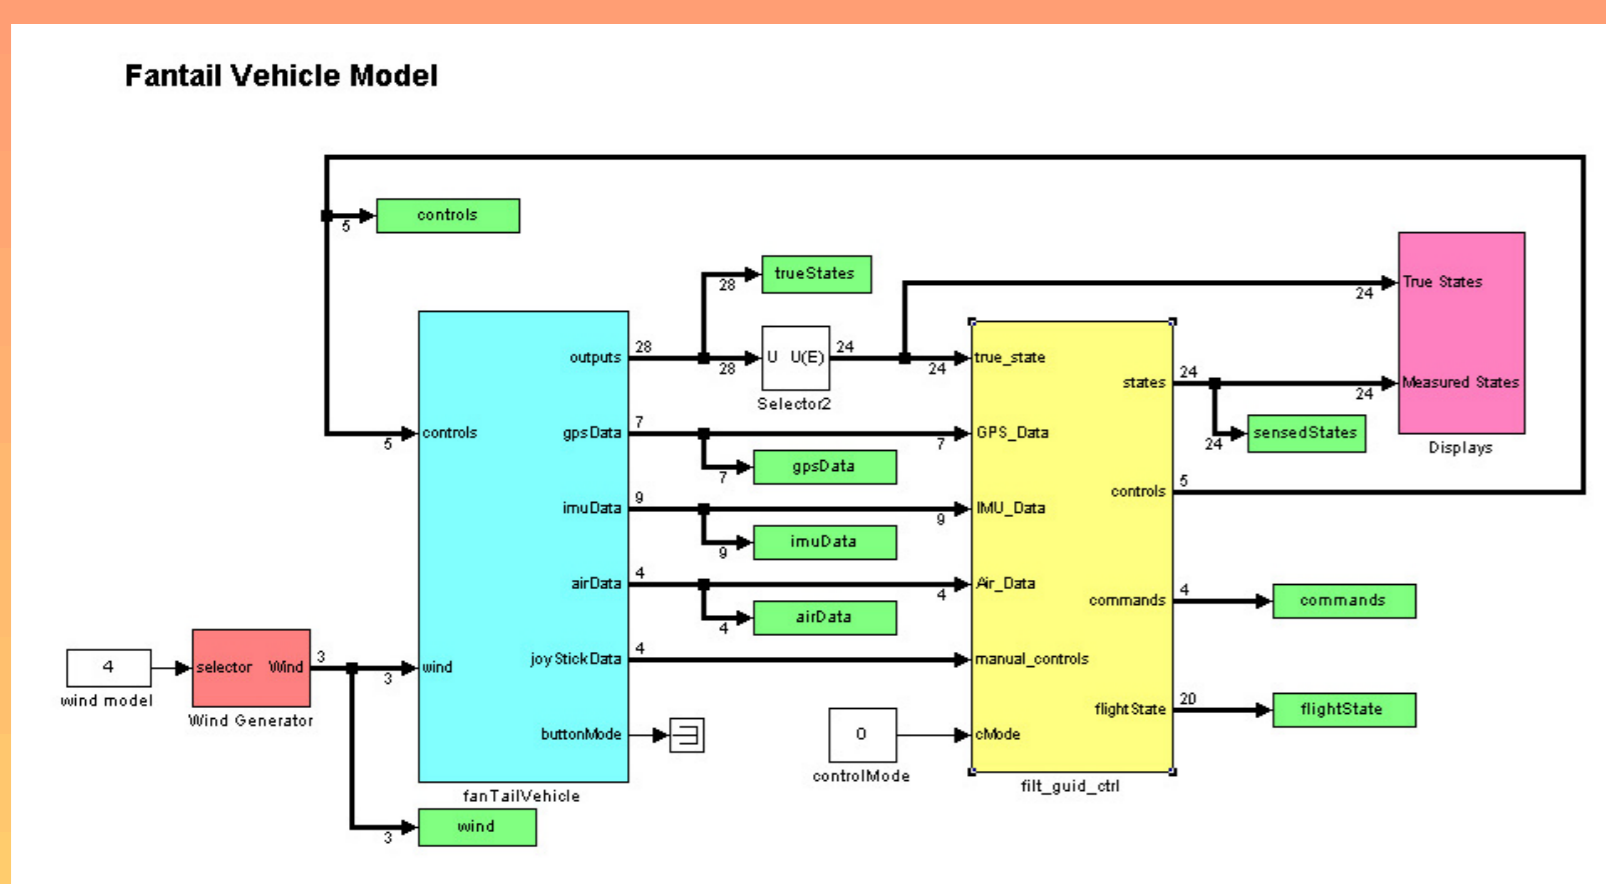 Fantail Vehicle Model
controls
5
trueStates
28
True States
24
outputs
28
28
U U(E)
24
24
true_state
Selector2
states
24
24
Measured States
5
controls
gpsData
7
7
GPS_Data
24
sensedStates
Displays
7
gpsData
controls
5
imuData
9
9
IMU_Data
9
imuData
airData
4
4
Air_Data
commands
4
commands
4
airData
4
wind model
selector Wind
3
Wind Generator
3
wind
joyStickData
4
manual_controls
flightState
20
flightState
buttonMode
0
controlMode
cMode
fanTailVehicle
filt_guid_ctrl
3
wind